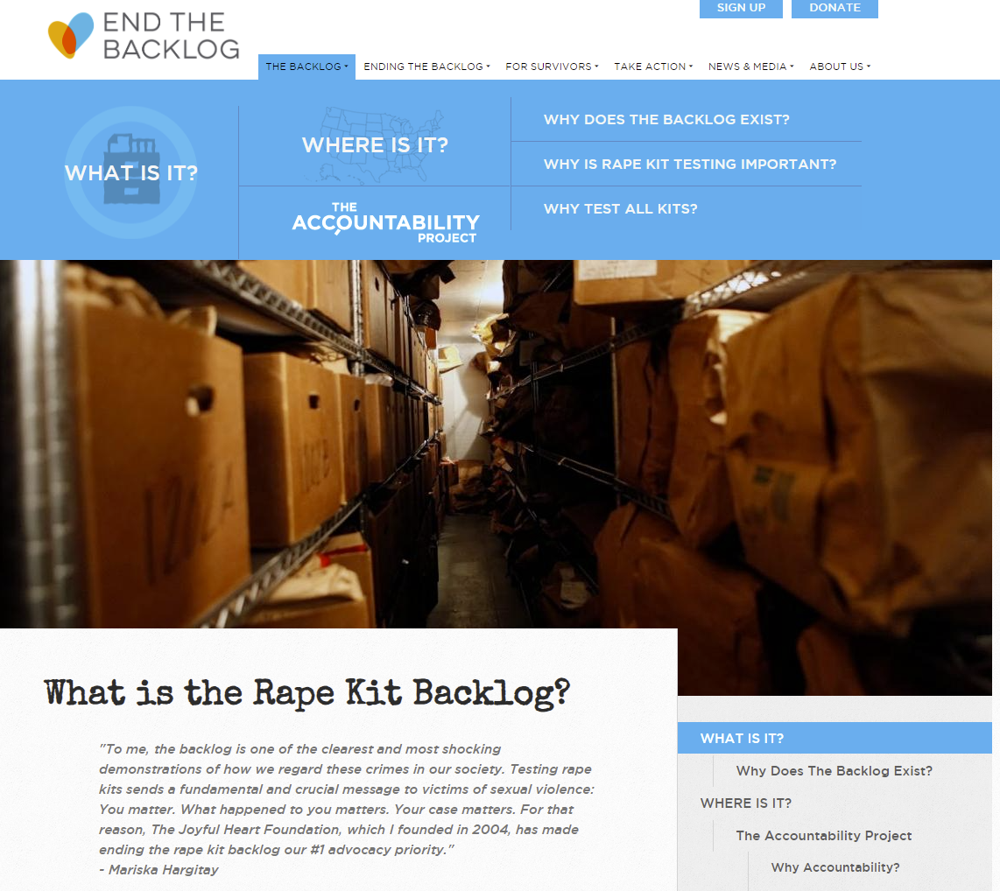 SIGN UP
DONATE
END THE
BACKLOG
THE BACKLOG
ENDING THE BACKLOG
FOR SURVIVORS
TAKE ACTION
NEWS & MEDIA
ABOUT US
WHAT IS IT?
WHERE IS IT?
THE
ACCOUNTABILITY
PROJECT
WHY DOES THE BACKLOG EXIST?
WHY IS RAPE KIT TESTING IMPORTANT?
WHY TEST ALL KITS?
What is the Rape Kit Backlog?
"To me, the backlog is one of the clearest and most shocking
demonstrations of how we regard these crimes in our society. Testing rape
kits sends a fundamental and crucial message to victims of sexual violence:
You matter. What happened to you matters. Your case matters. For that
reason, The Joyful Heart Foundation, which I founded in 2004, has made
ending the rape kit backlog our #1 advocacy priority."
- Mariska Hargitay
WHAT IS IT?
Why Does The Backlog Exist?
WHERE IS IT?
The Accountability Project
Why Accountability?